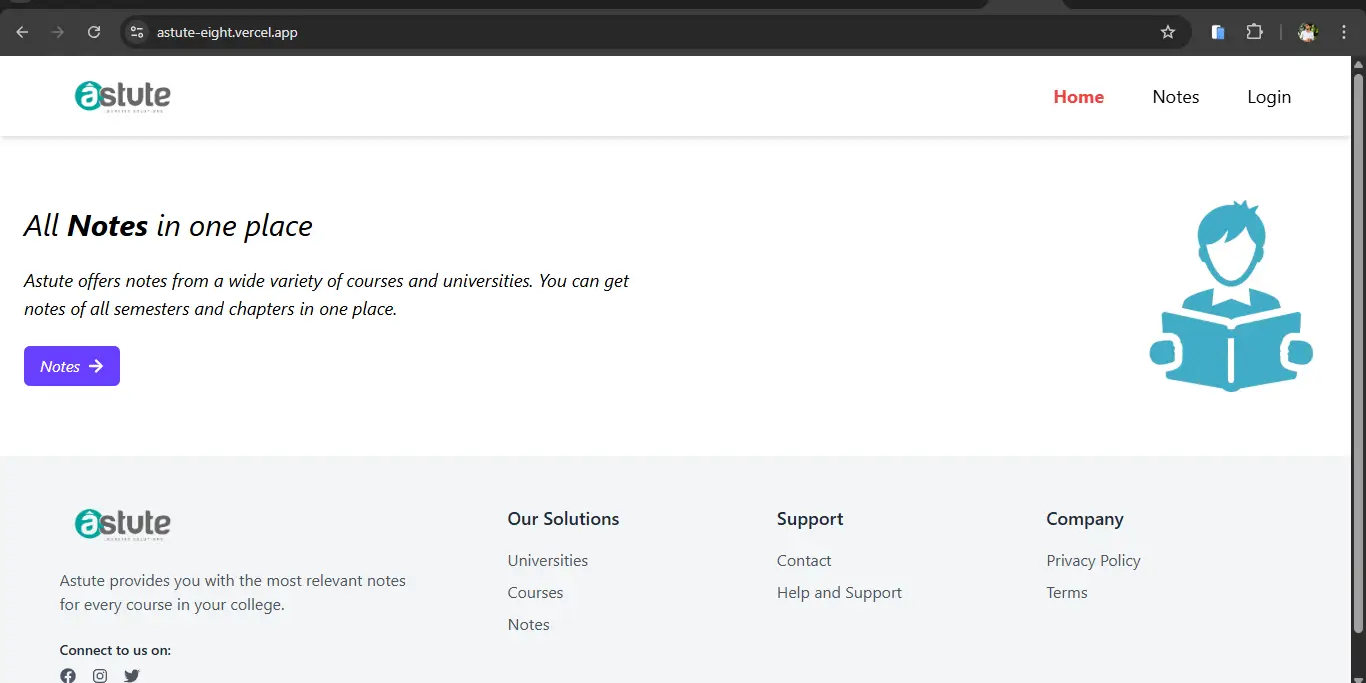 astute-eight.vercel.app
âstute
Home
Notes
Login
All Notes in one place
Astute offers notes from a wide variety of courses and universities. You can get
notes of all semesters and chapters in one place.
Notes
âstute
Astute provides you with the most relevant notes
for every course in your college.
Connect to us on:
Our Solutions
Universities
Courses
Notes
Support
Contact
Help and Support
Company
Privacy Policy
Terms